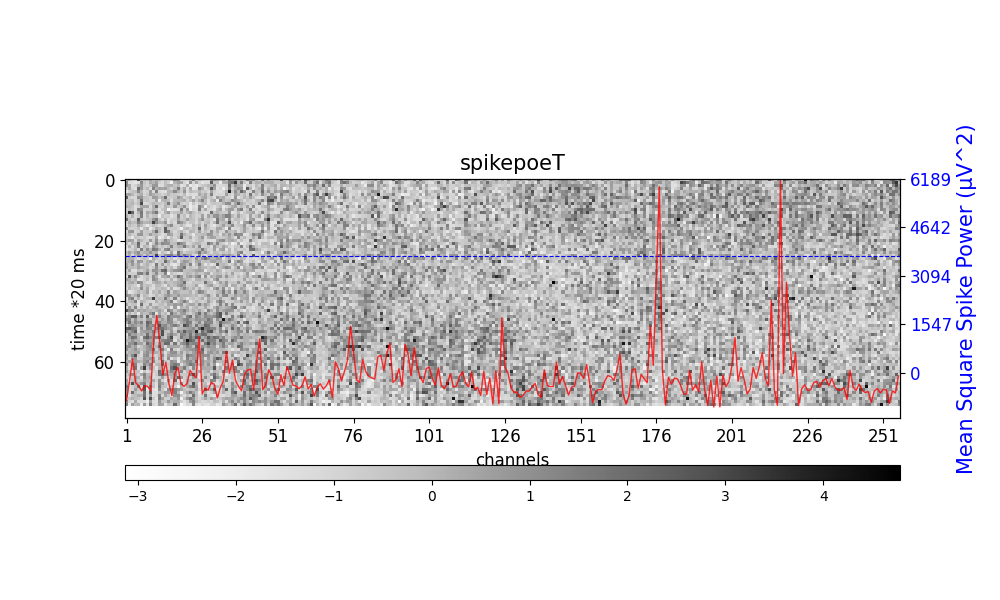 spikepoeT
0
20
40
60
time *20 ms
6189
4642
3094
1547
0
Mean Square Spike Power (µV^2)
1 26 51 76 101 126 151 176 201 226 251
channels
−3 −2 −1 0 1 2 3 4